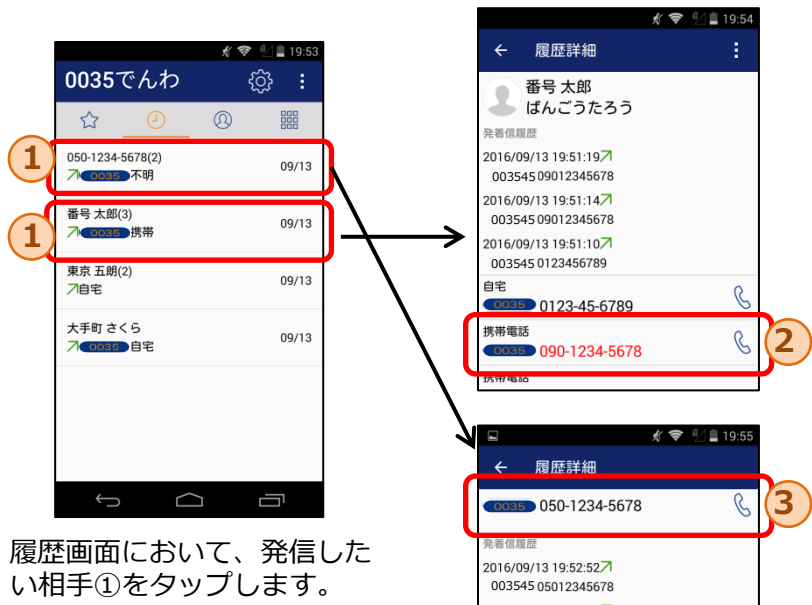 19:53
0035でんわ
050-1234-5678(2)
0035 不明
09/13
番号 太郎(3)
0035 携帯
09/13
東京 五朗(2)
自宅
09/13
大手町 さくら
0035 自宅
09/13
1
1
履歴画面において、発信した
い相手①をタップします。
19:54
履歴詳細
番号 太郎
ばんごうたろう
発着信履歴
2016/09/13 19:51:19
003545 09012345678
2016/09/13 19:51:14
003545 09012345678
2016/09/13 19:51:10
003545 0123456789
自宅
0035 0123-45-6789
携帯電話
0035 090-1234-5678
携帯電話
2
19:55
履歴詳細
0035 050-1234-5678
3
発着信履歴
2016/09/13 19:52:52
003545 05012345678